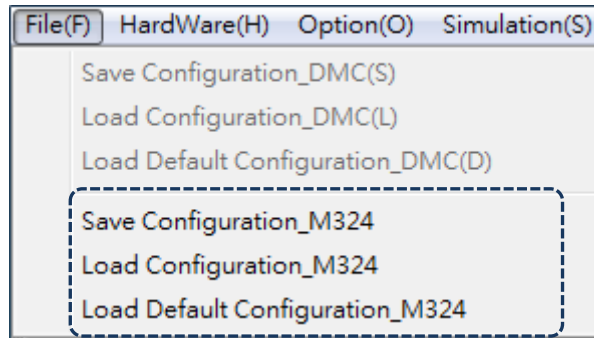 File(F) HardWare(H) Option(O) Simulation(S)
Save Configuration_DMC(S)
Load Configuration_DMC(L)
Load Default Configuration_DMC(D)
Save Configuration_M324
Load Configuration_M324
Load Default Configuration_M324